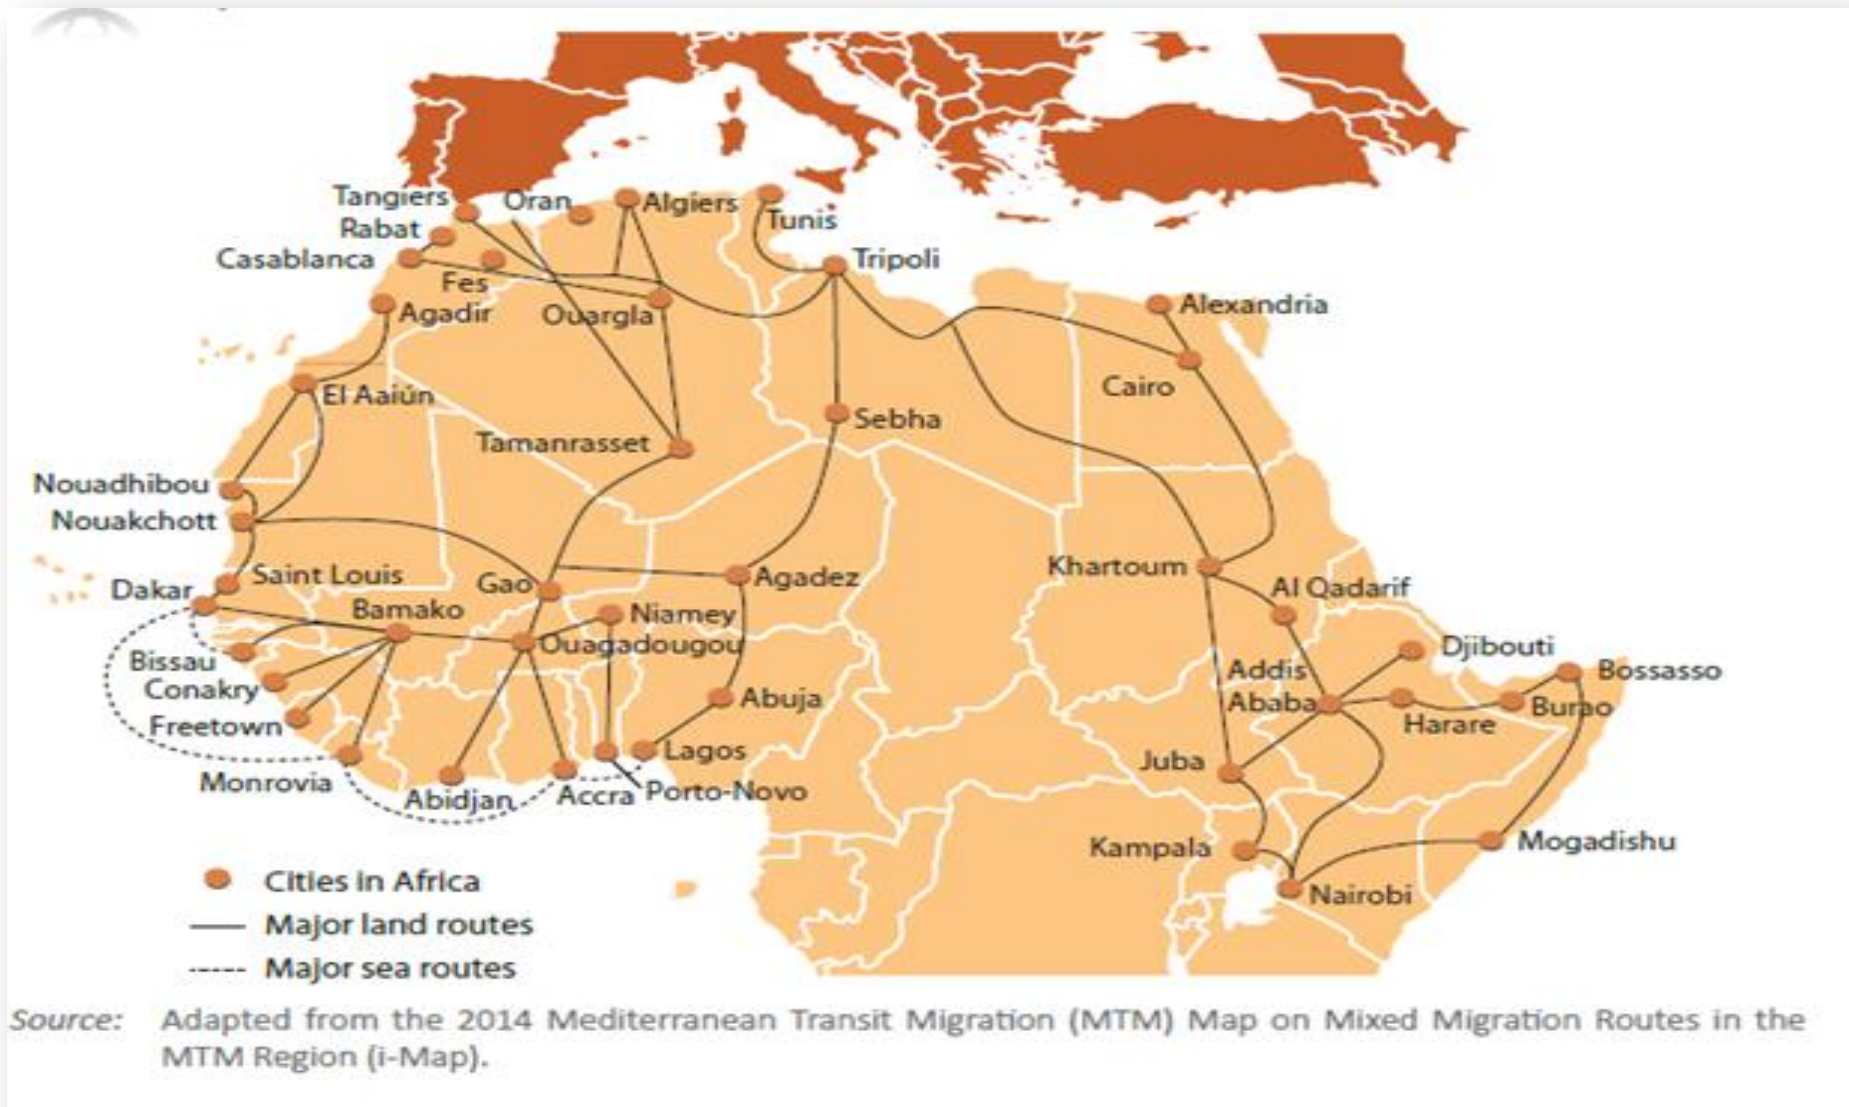 Tangiers
Oran
Algiers
Tunis
Rabat
Casablanca
Fes
Tripoli
Agadir
Ouargla
Alexandria
Cairo
El Aaiún
Sebha
Tamanrasset
Nouadhibou
Nouakchott
Khartoum
Saint Louis
Gao
Agadez
Al Qadarif
Dakar
Bamako
Niamey
Ouagadougou
Djibouti
Bissau
Addis
Ababa
Bossasso
Conakry
Abuja
Burao
Freetown
Harare
Lagos
Juba
Monrovia
Abidjan
Accra
Porto-Novo
Kampala
Mogadishu
Nairobi
Cities in Africa
Major land routes
Major sea routes
Source: Adapted from the 2014 Mediterranean Transit Migration (MTM) Map on Mixed Migration Routes in the
MTM Region (i-Map).